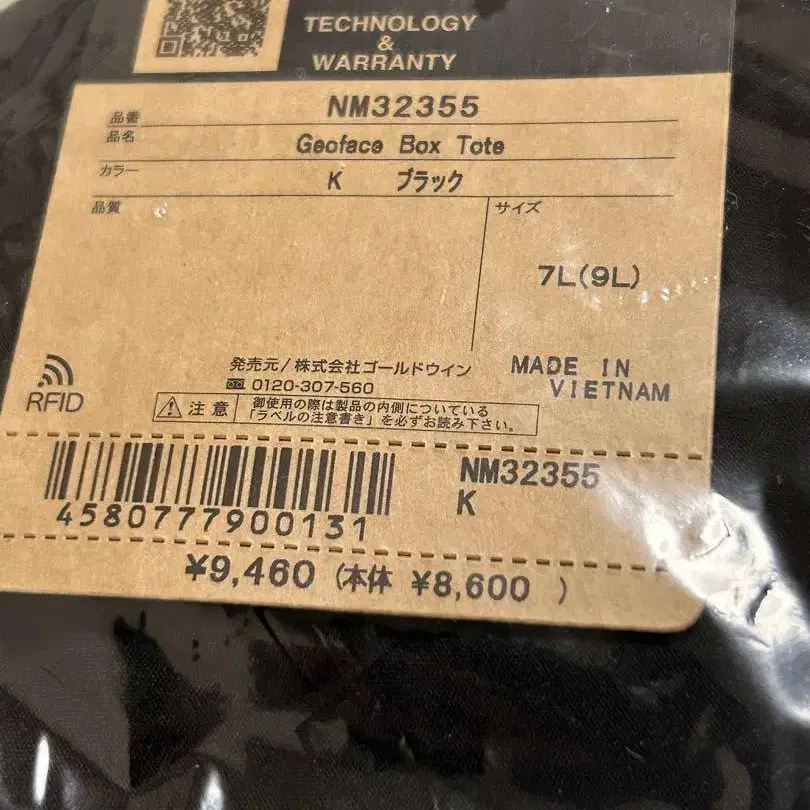 TECHNOLOGY
&
WARRANTY
品番 NM32355
品名 Geoface Box Tote
カラー K ブラック
品質 サイズ
7L(9L)
発売元/株式会社ゴールドウイン
0120-307-560
MADE IN
VIETNAM
RFID
注意
御使用の際は製品の内側についている
「ラベルの注意書き」を必ずお読み下さい。
NM32355
K
4580777900131
¥9,460 (本体 ¥8,600 )